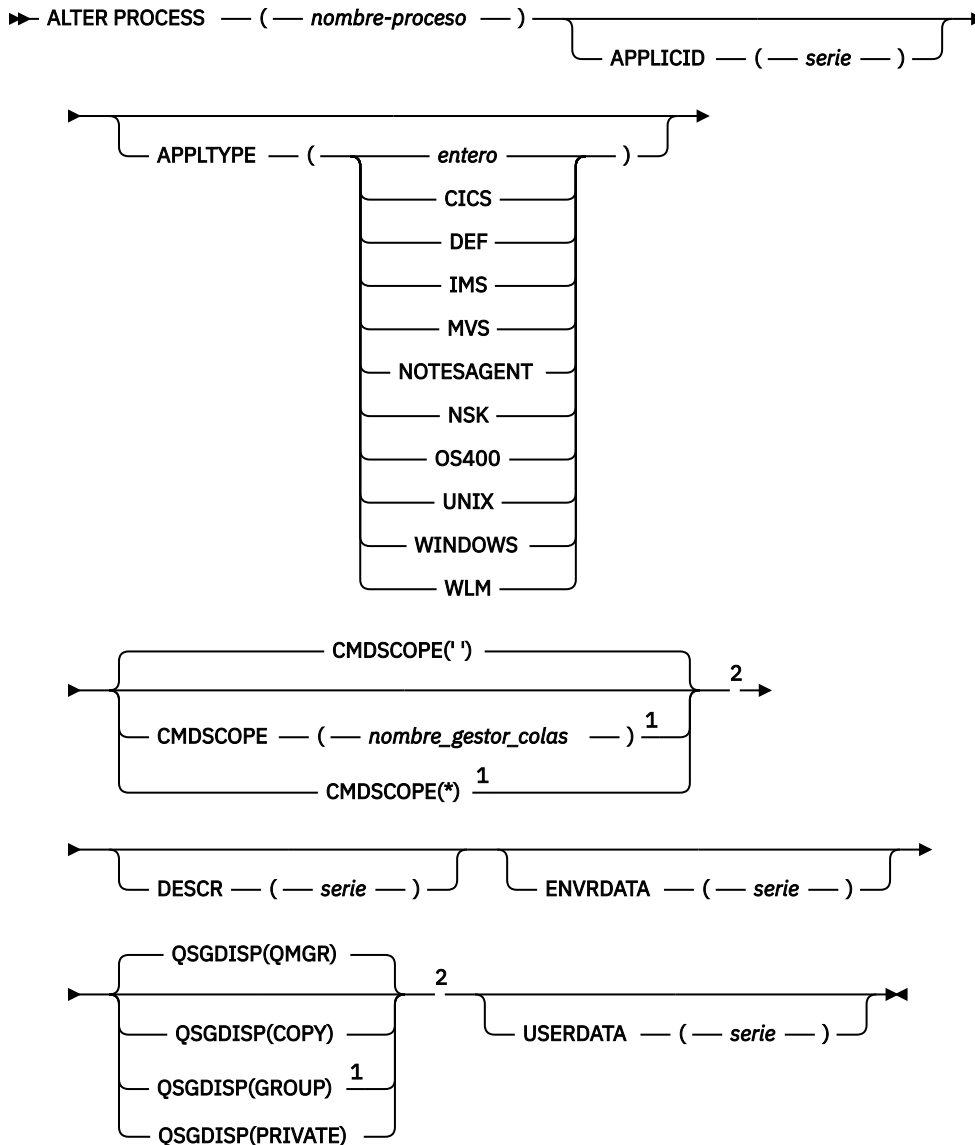 ALTER PROCESS ( nombre-proceso )
APPLICID ( serie )
APPLTYPE ( entero )
CICS
DEF
IMS
MVS
NOTESAGENT
NSK
OS400
UNIX
WINDOWS
WLM
CMDSCOPE(' ')
2
CMDSCOPE ( nombre_gestor_colas ) 1
CMDSCOPE(*) 1
DESCR ( serie ) ENVRDATA ( serie )
QSGDISP(QMGR)
2
QSGDISP(COPY) USERDATA ( serie )
QSGDISP(GROUP) 1
QSGDISP(PRIVATE)